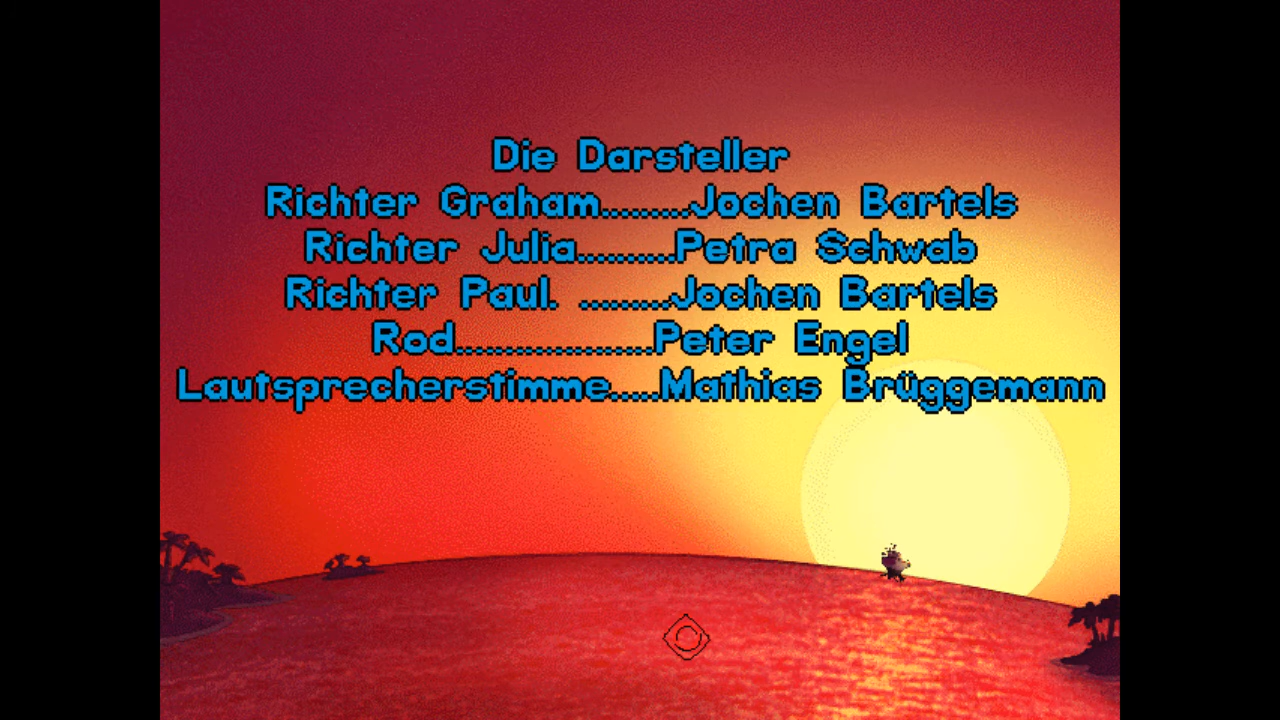 Die Darsteller
Richter Graham.........Jochen Bartels
Richter Julia..........Petra Schwab
Richter Paul. .........Jochen Bartels
Rod....................Peter Engel
Lautsprecherstimme.....Mathias Brüggemann